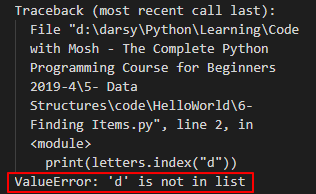 Traceback (most recent call last):
File "d:\darsy\Python\Learning\Code
with Mosh - The Complete Python
Programming Course for Beginners
2019-4\5- Data
Structures\code\HelloWorld\6-
Finding Items.py", line 2, in
<module>
print(letters.index("d"))
ValueError: 'd' is not in list